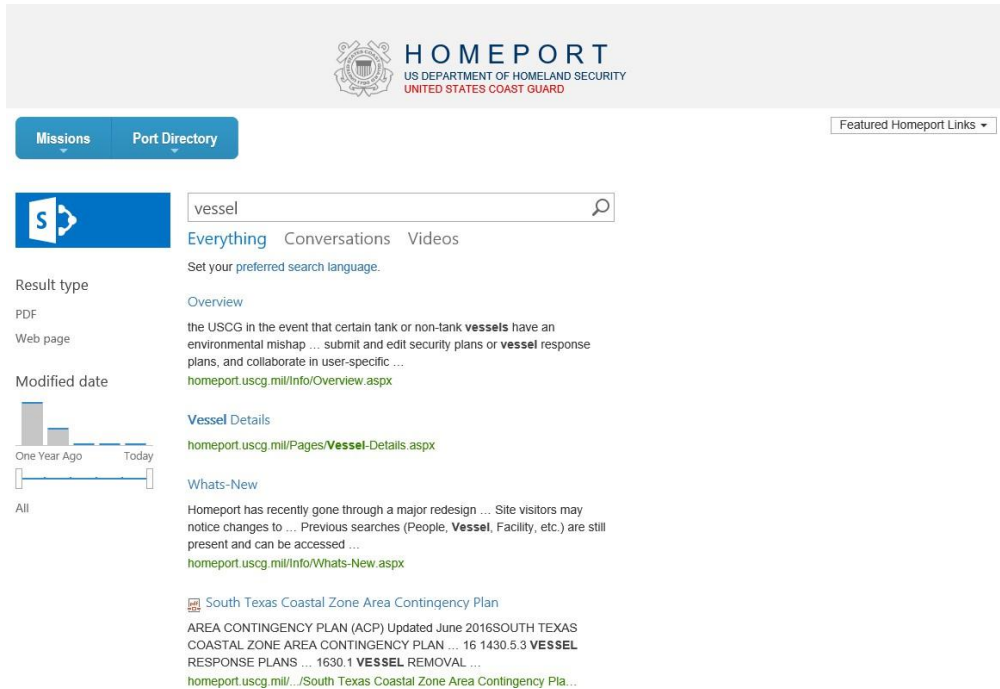 HOMEPORT
US DEPARTMENT OF HOMELAND SECURITY
UNITED STATES COAST GUARD
Missions
Port Directory
Featured Homeport Links
S
vessel
Everything Conversations Videos
Set your preferred search language.
Result type
PDF
Web page
Modified date
One Year Ago Today
All
Overview
the USCG in the event that certain tank or non-tank vessels have an
environmental mishap ... submit and edit security plans or vessel response
plans, and collaborate in user-specific ...
homeport.uscg.mil/Info/Overview.aspx
Vessel Details
homeport.uscg.mil/Pages/Vessel-Details.aspx
Whats-New
Homeport has recently gone through a major redesign ... Site visitors may
notice changes to ... Previous searches (People, Vessel, Facility, etc.) are still
present and can be accessed ...
homeport.uscg.mil/Info/Whats-New.aspx
South Texas Coastal Zone Area Contingency Plan
AREA CONTINGENCY PLAN (ACP) Updated June 2016SOUTH TEXAS
COASTAL ZONE AREA CONTINGENCY PLAN ... 16 1430.5.3 VESSEL
RESPONSE PLANS ... 1630.1 VESSEL REMOVAL ...
homeport.uscg.mil/.../South Texas Coastal Zone Area Contingency Pla...